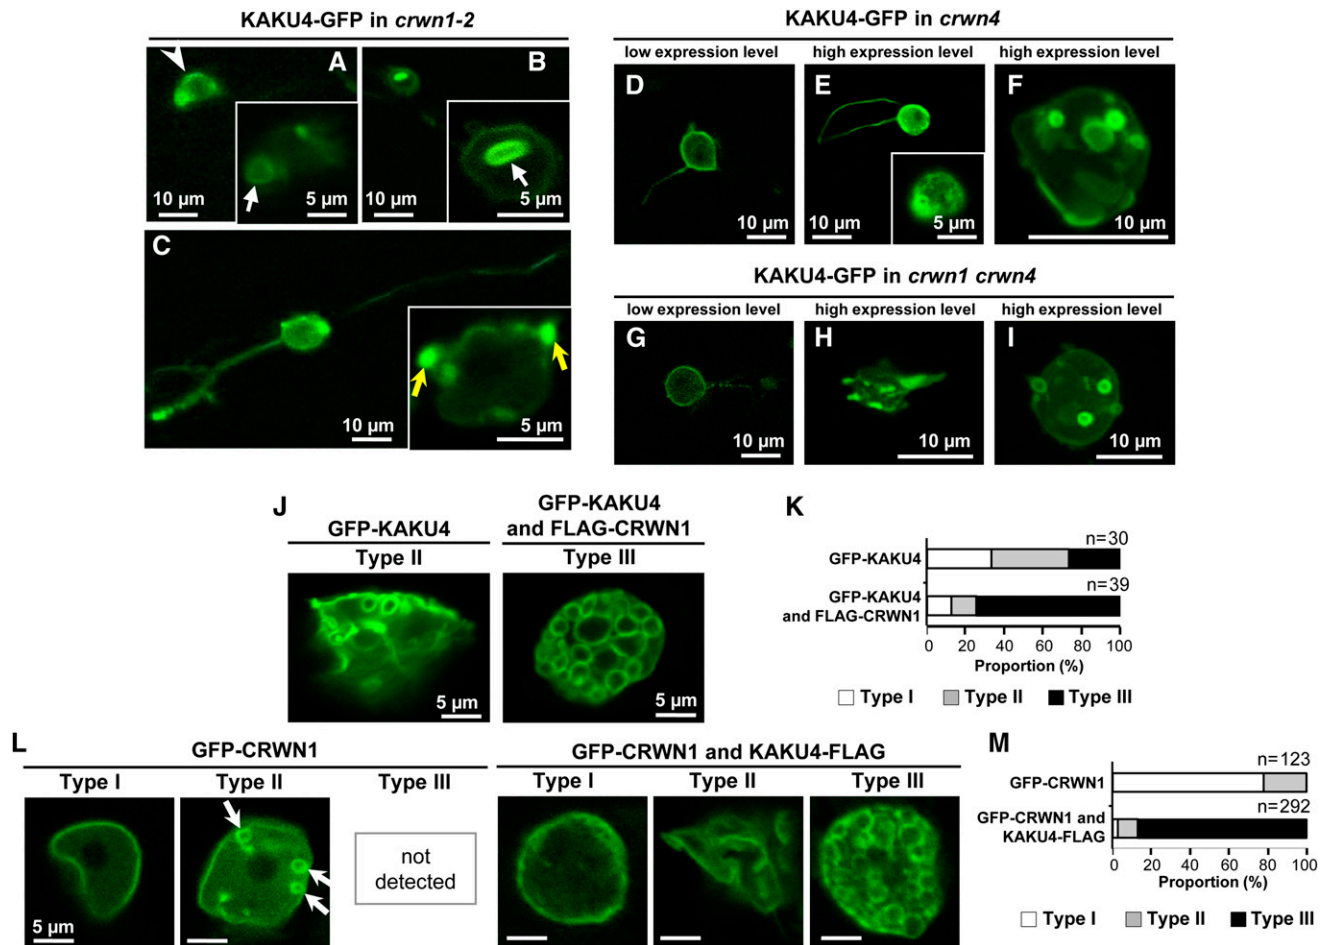 KAKU4-GFP in crwn1-2
A
10 µm
5 µm
B
10 µm
5 µm
C
10 µm
5 µm
KAKU4-GFP in crwn4
low expression level
high expression level
high expression level
D
10 µm
E
10 µm
5 µm
F
10 µm
KAKU4-GFP in crwn1 crwn4
low expression level
high expression level
high expression level
G
10 µm
H
10 µm
I
10 µm
J
GFP-KAKU4
Type II
5 µm
GFP-KAKU4
and FLAG-CRWN1
Type III
5 µm
K
n=30
GFP-KAKU4
n=39
GFP-KAKU4
and FLAG-CRWN1
0 20 40 60 80 100
Proportion (%)
Type I Type II Type III
L
GFP-CRWN1
Type I
5 µm
Type II
Type III
not
detected
GFP-CRWN1 and KAKU4-FLAG
Type I
Type II
Type III
M
n=123
GFP-CRWN1
n=292
GFP-CRWN1 and
KAKU4-FLAG
0 20 40 60 80 100
Proportion (%)
Type I Type II Type III